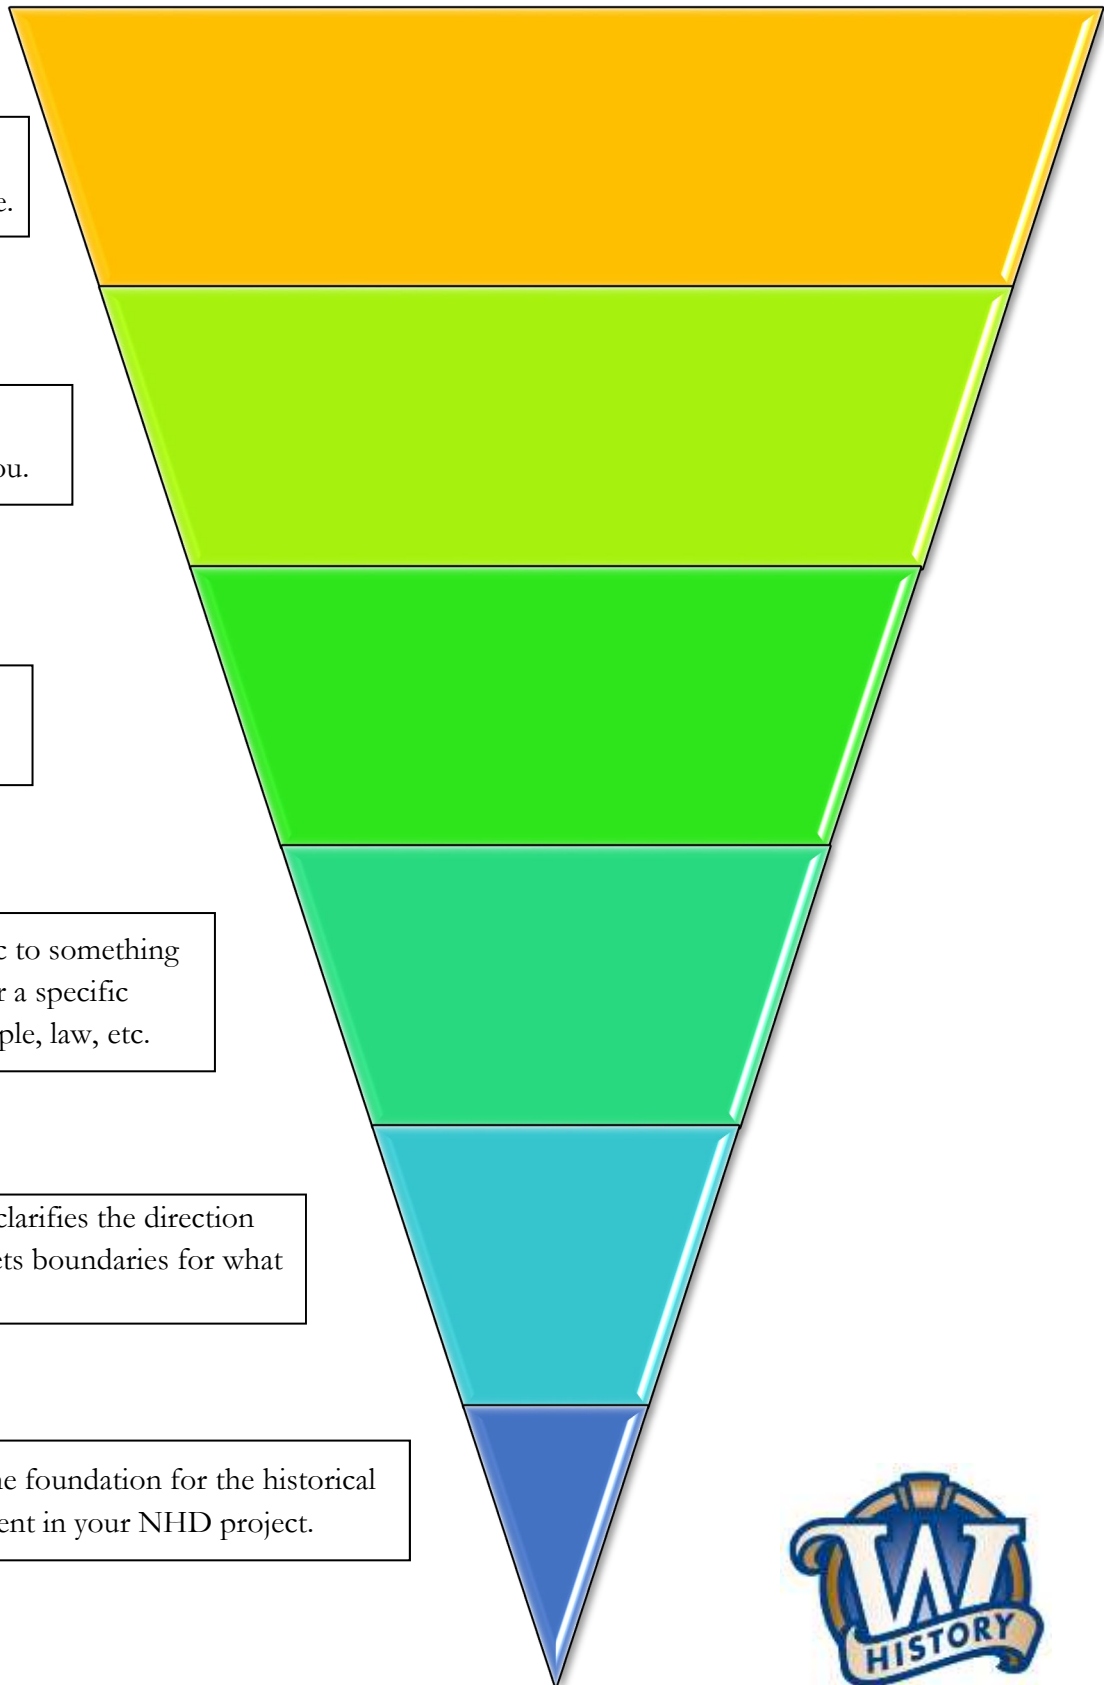 e.
ou.
c to something
r a specific
ple, law, etc.
clarifies the direction
ets boundaries for what
ne foundation for the historical
ent in your NHD project.
W
HISTORY